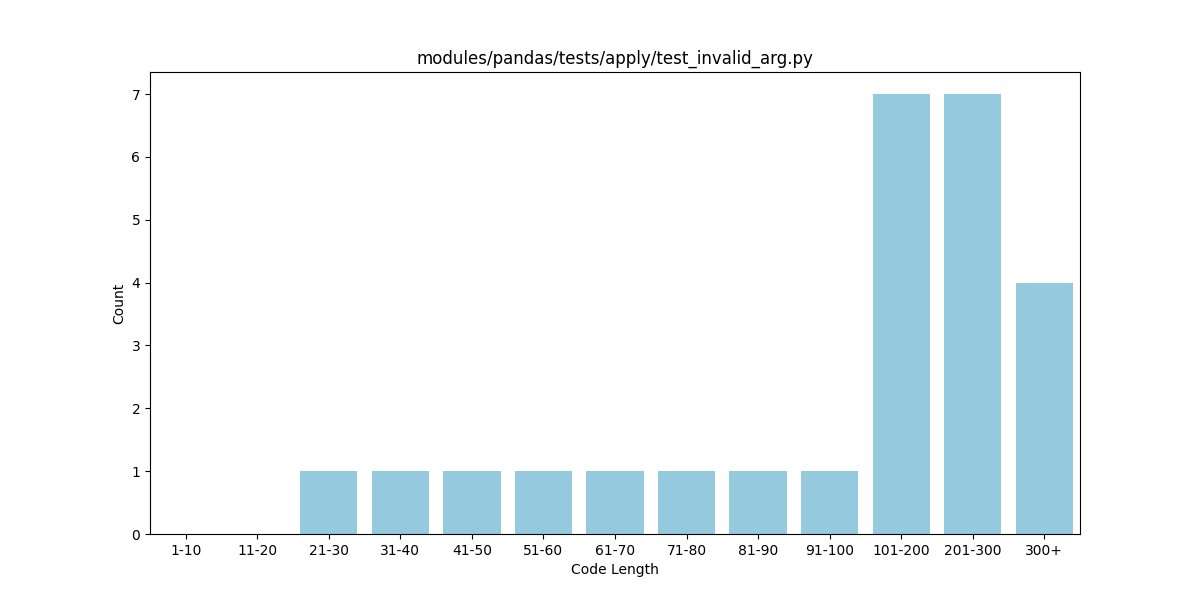 modules/pandas/tests/apply/test_invalid_arg.py
7
6
5
4
3
2
1
0
Count
1-10 11-20 21-30 31-40 41-50 51-60 61-70 71-80 81-90 91-100 101-200 201-300 300+
Code Length